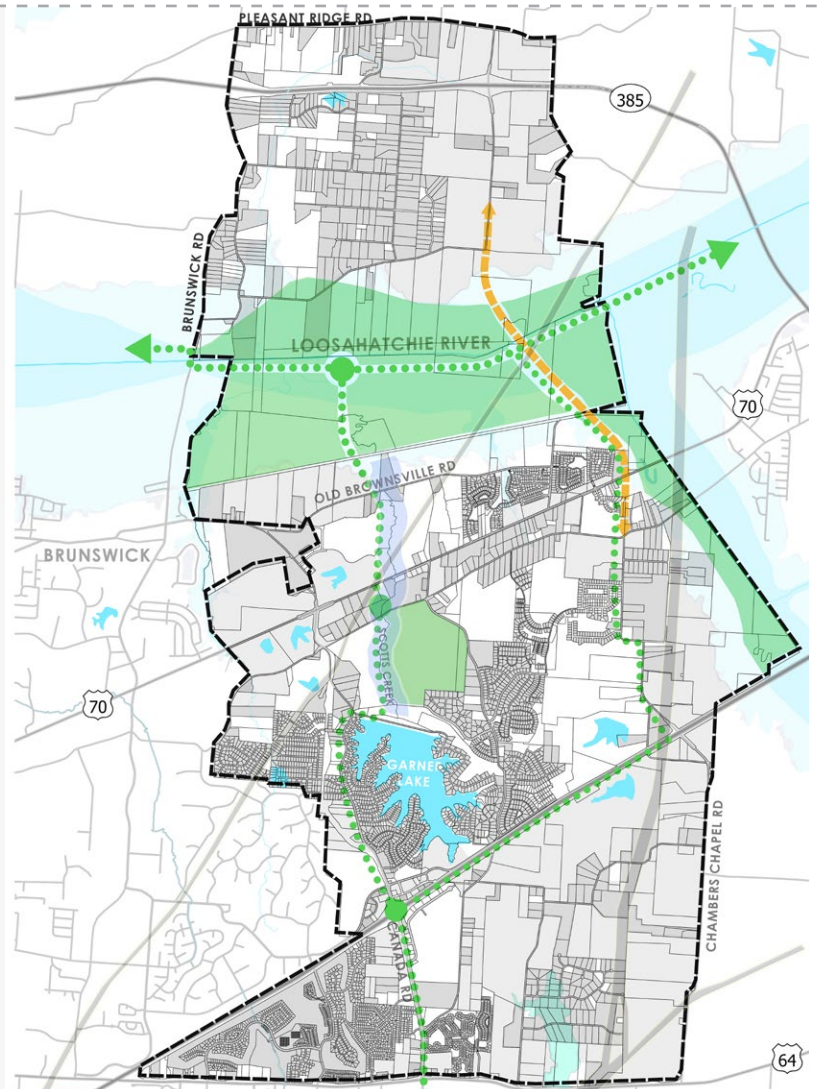 PLEASANT RIDGE RD
385
BRUNSWICK RD
LOOSAHATCHIE RIVER
70
OLD BROWNSVILLE RD
BRUNSWICK
SCOTTS CREEK
70
GARNER
LAKE
CHAMBERS CHAPEL RD
CANADA RD
64